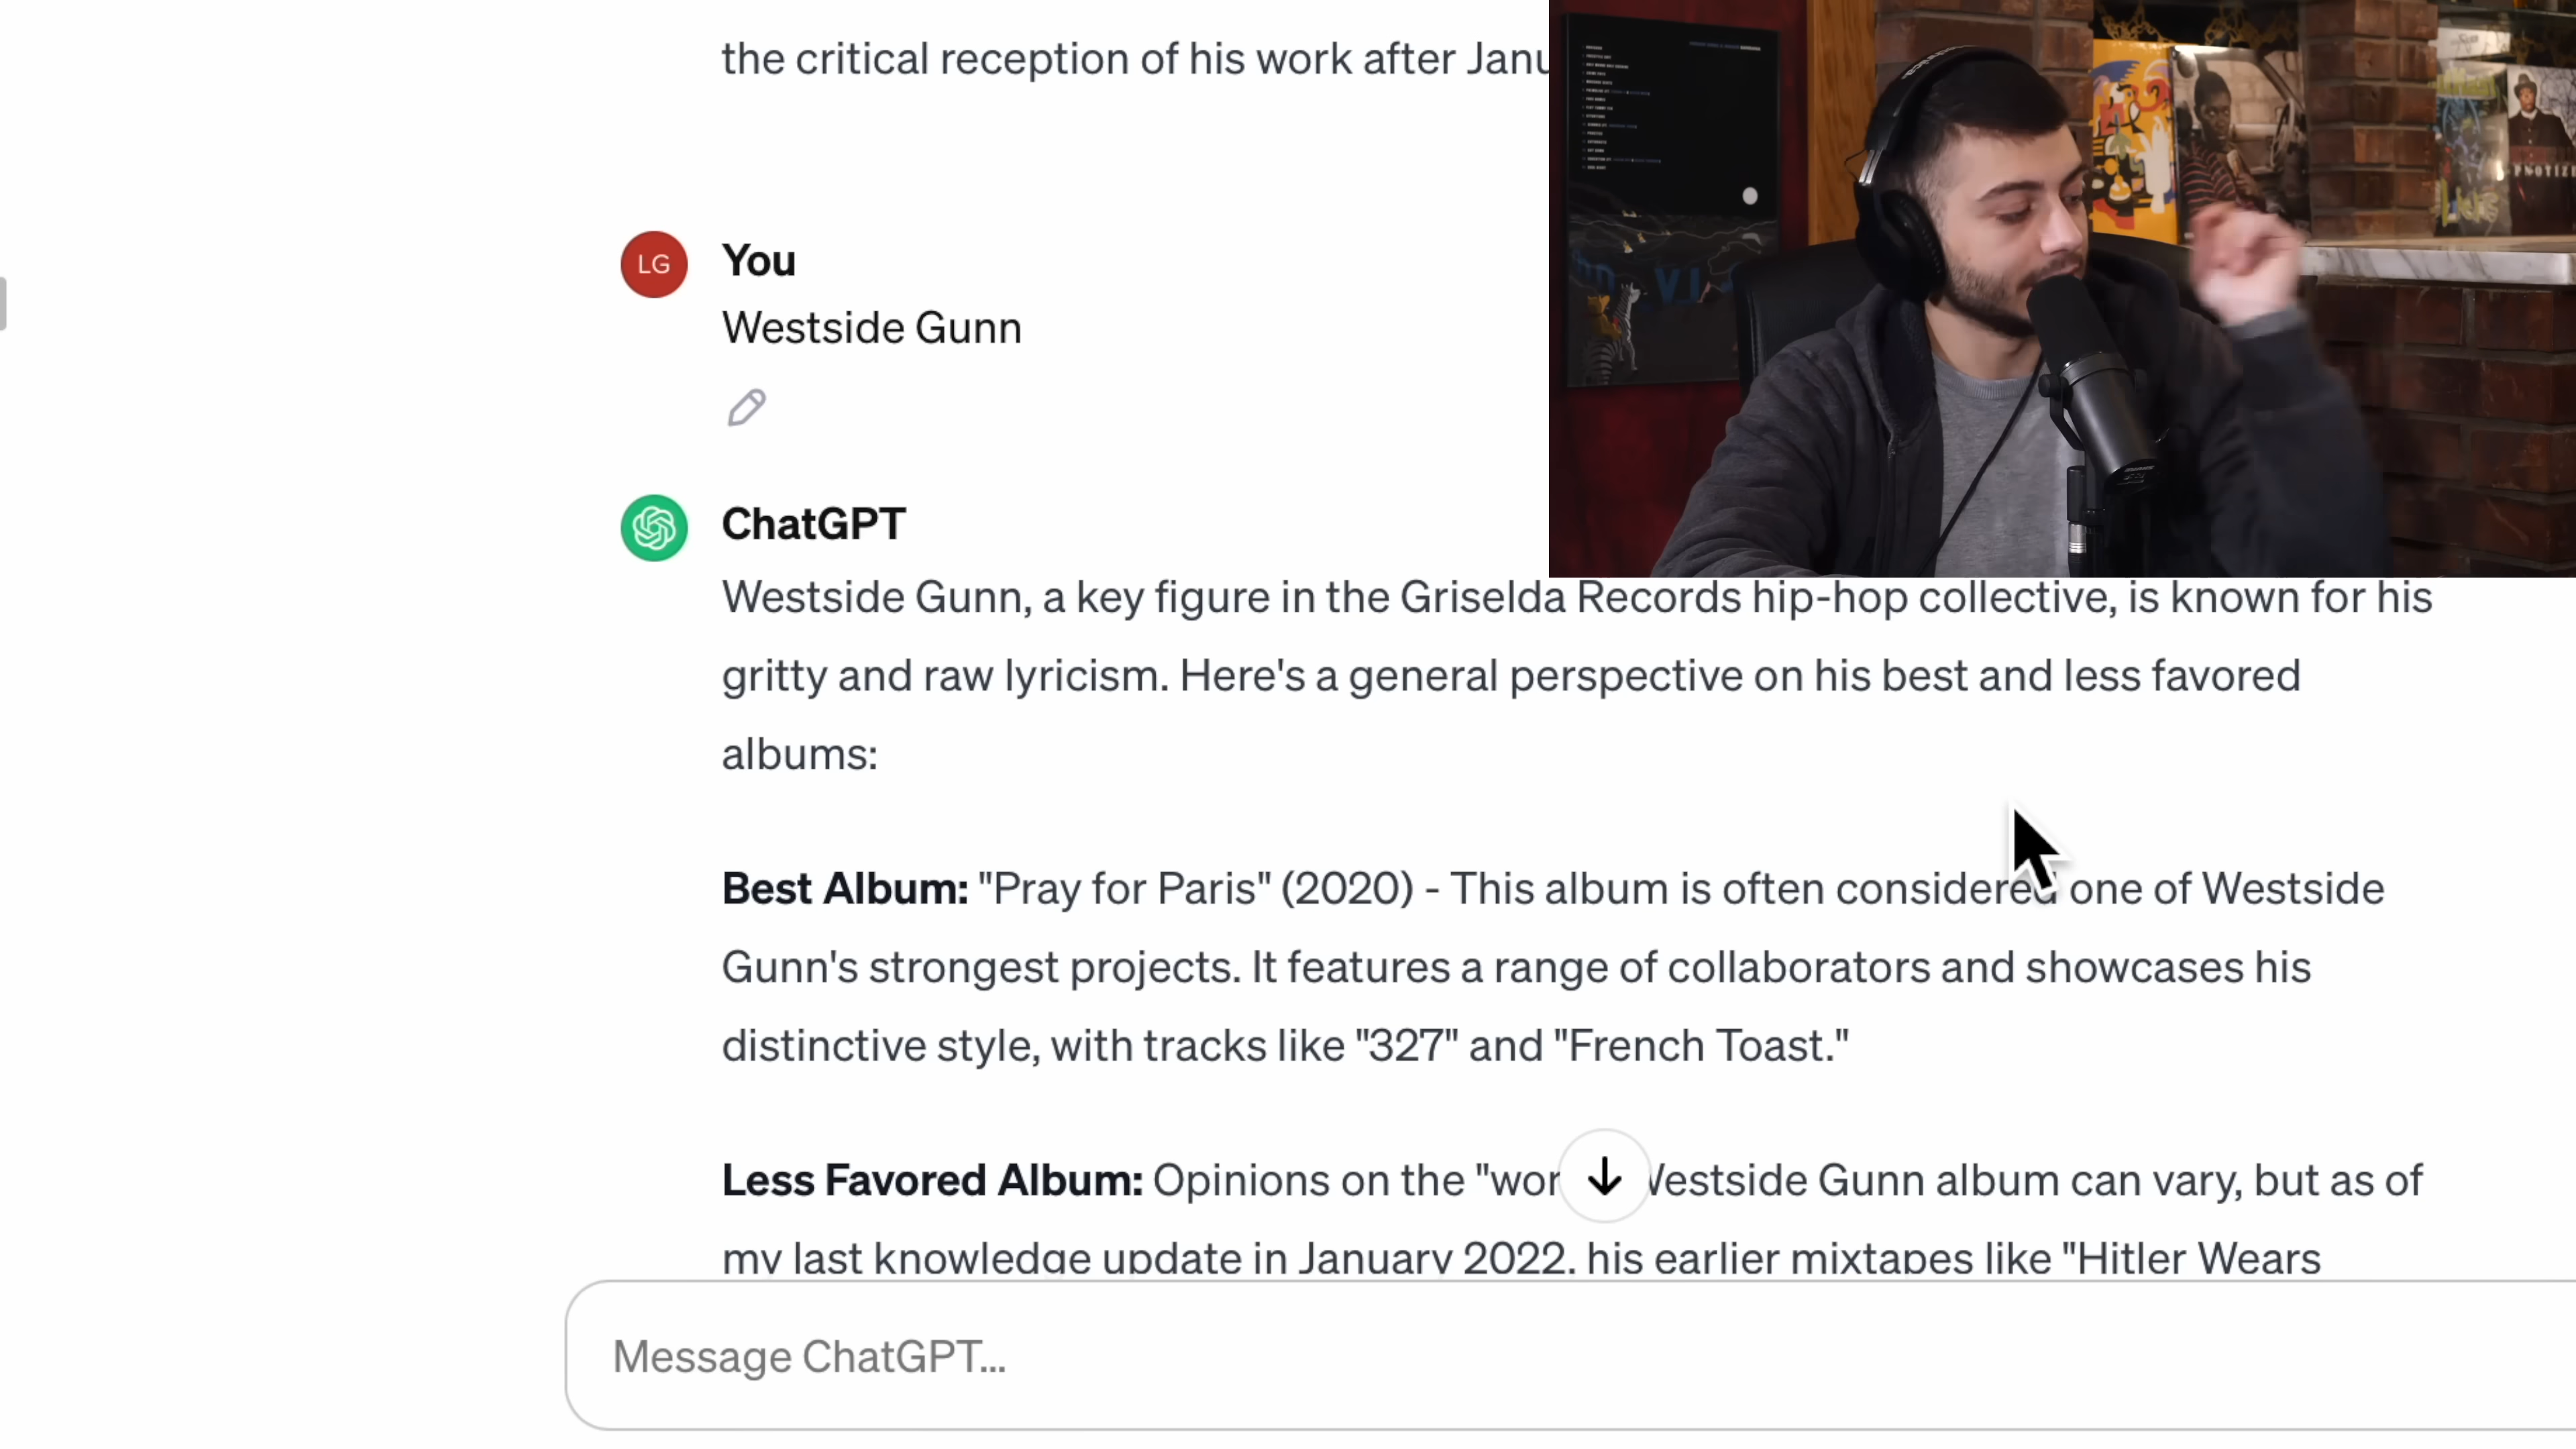 the critical reception of his work after Janu
LG
You
Westside Gunn
ChatGPT
Westside Gunn, a key figure in the Griselda Records hip-hop collective, is known for his
gritty and raw lyricism. Here's a general perspective on his best and less favored
albums:
Best Album: "Pray for Paris" (2020) - This album is often considered one of Westside
Gunn's strongest projects. It features a range of collaborators and showcases his
distinctive style, with tracks like "327" and "French Toast."
Less Favored Album: Opinions on the "wor Westside Gunn album can vary, but as of
my last knowledge update in January 2022, his earlier mixtapes like "Hitler Wears
Message ChatGPT...